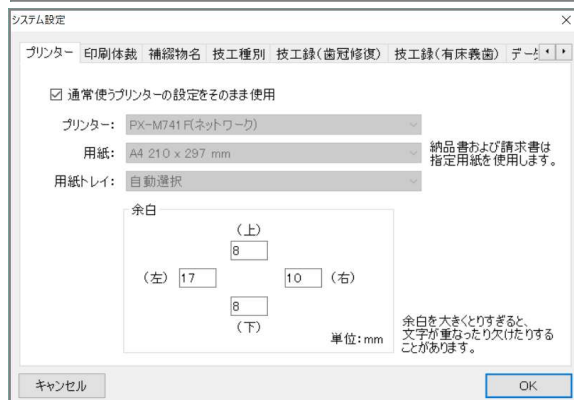 システム設定
プリンター 印刷体裁 補綴物名 技工種別 技工録(歯冠修復) 技工録(有床義歯) データ
通常使うプリンターの設定をそのまま使用
プリンター: PX-M741F(ネットワーク)
用紙: A4 210 x 297 mm
納品書および請求書は
指定用紙を使用します。
用紙トレイ: 自動選択
余白
(上)
8
(左) 17 10 (右)
8
(下)
単位:mm
余白を大きくとりすぎると、
文字が重なったり欠けたりする
ことがあります。
キャンセル OK